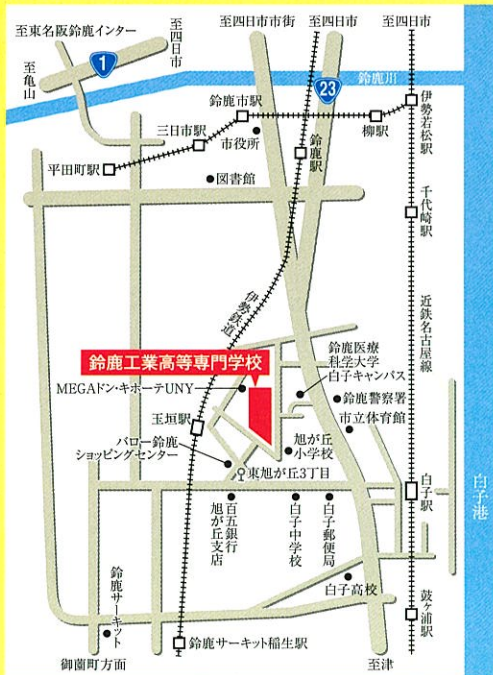 至四日市市街
至四日市
至四日市
至東名阪鈴鹿インター
至四日市
至亀山
1
23
鈴鹿川
鈴鹿市駅
市役所
三日市駅
平田町駅
図書館
鈴鹿駅
柳駅
伊勢若松駅
千代崎駅
近鉄名古屋線
伊勢鉄道
鈴鹿工業高等専門学校
MEGAドン・キホーテUNY
鈴鹿医療
科学大学
白子キャンパス
鈴鹿警察署
市立体育館
玉垣駅
旭が丘
小学校
バロー鈴鹿
ショッピングセンター
東旭が丘3丁目
百五銀行
旭が丘支店
白子中学校
白子郵便局
白子駅
白子港
白子高校
鼓ヶ浦駅
鈴鹿サーキット
鈴鹿サーキット稲生駅
御薗町方面
至津